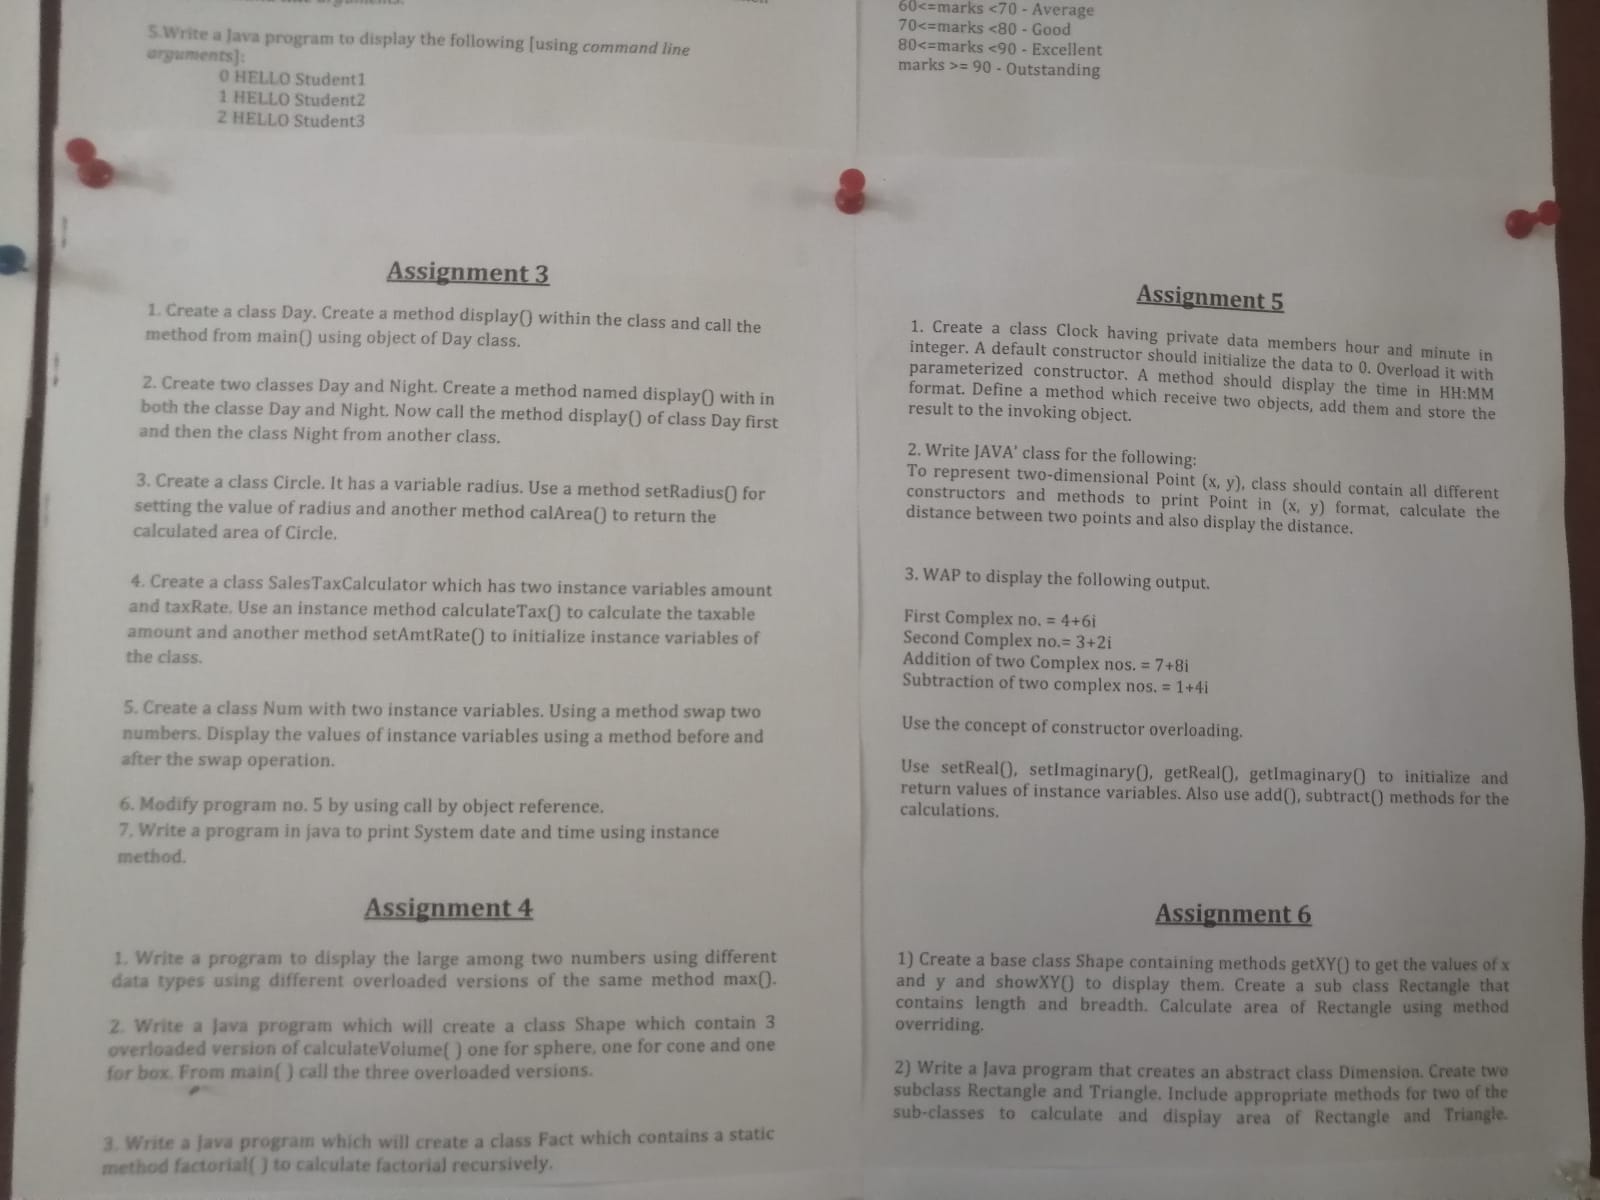 5.Write a Java program to display the following [using command line
arguments]:
0 HELLO Student1
1 HELLO Student2
2 HELLO Student3
Assignment 3
1. Create a class Day. Create a method display() within the class and call the
method from main() using object of Day class.
2. Create two classes Day and Night. Create a method named display() with in
both the classe Day and Night. Now call the method display() of class Day first
and then the class Night from another class.
3. Create a class Circle. It has a variable radius. Use a method setRadius() for
setting the value of radius and another method calArea() to return the
calculated area of Circle.
4. Create a class SalesTaxCalculator which has two instance variables amount
and taxRate. Use an instance method calculateTax() to calculate the taxable
amount and another method setAmtRate() to initialize instance variables of
the class.
5. Create a class Num with two instance variables. Using a method swap two
numbers. Display the values of instance variables using a method before and
after the swap operation.
6. Modify program no. 5 by using call by object reference.
7. Write a program in java to print System date and time using instance
method.
Assignment 4
1. Write a program to display the large among two numbers using different
data types using different overloaded versions of the same method max().
2. Write a Java program which will create a class Shape which contain 3
overloaded version of calculateVolume( ) one for sphere, one for cone and one
for box. From main( ) call the three overloaded versions.
3. Write a Java program which will create a class Fact which contains a static
method factorial( ) to calculate factorial recursively.
60<=marks <70 - Average
70<=marks <80 - Good
80<=marks <90 - Excellent
marks >= 90 - Outstanding
Assignment 5
1. Create a class Clock having private data members hour and minute in
integer. A default constructor should initialize the data to 0. Overload it with
parameterized constructor. A method should display the time in HH:MM
format. Define a method which receive two objects, add them and store the
result to the invoking object.
2. Write JAVA' class for the following:
To represent two-dimensional Point (x, y), class should contain all different
constructors and methods to print Point in (x, y) format, calculate the
distance between two points and also display the distance.
3. WAP to display the following output.
First Complex no. = 4+6i
Second Complex no.= 3+2i
Addition of two Complex nos. = 7+8i
Subtraction of two complex nos. = 1+4i
Use the concept of constructor overloading.
Use setReal(), setImaginary(), getReal(), getImaginary() to initialize and
return values of instance variables. Also use add(), subtract() methods for the
calculations.
Assignment 6
1) Create a base class Shape containing methods getXY() to get the values of x
and y and showXY() to display them. Create a sub class Rectangle that
contains length and breadth. Calculate area of Rectangle using method
overriding.
2) Write a Java program that creates an abstract class Dimension. Create two
subclass Rectangle and Triangle. Include appropriate methods for two of the
sub-classes to calculate and display area of Rectangle and Triangle.